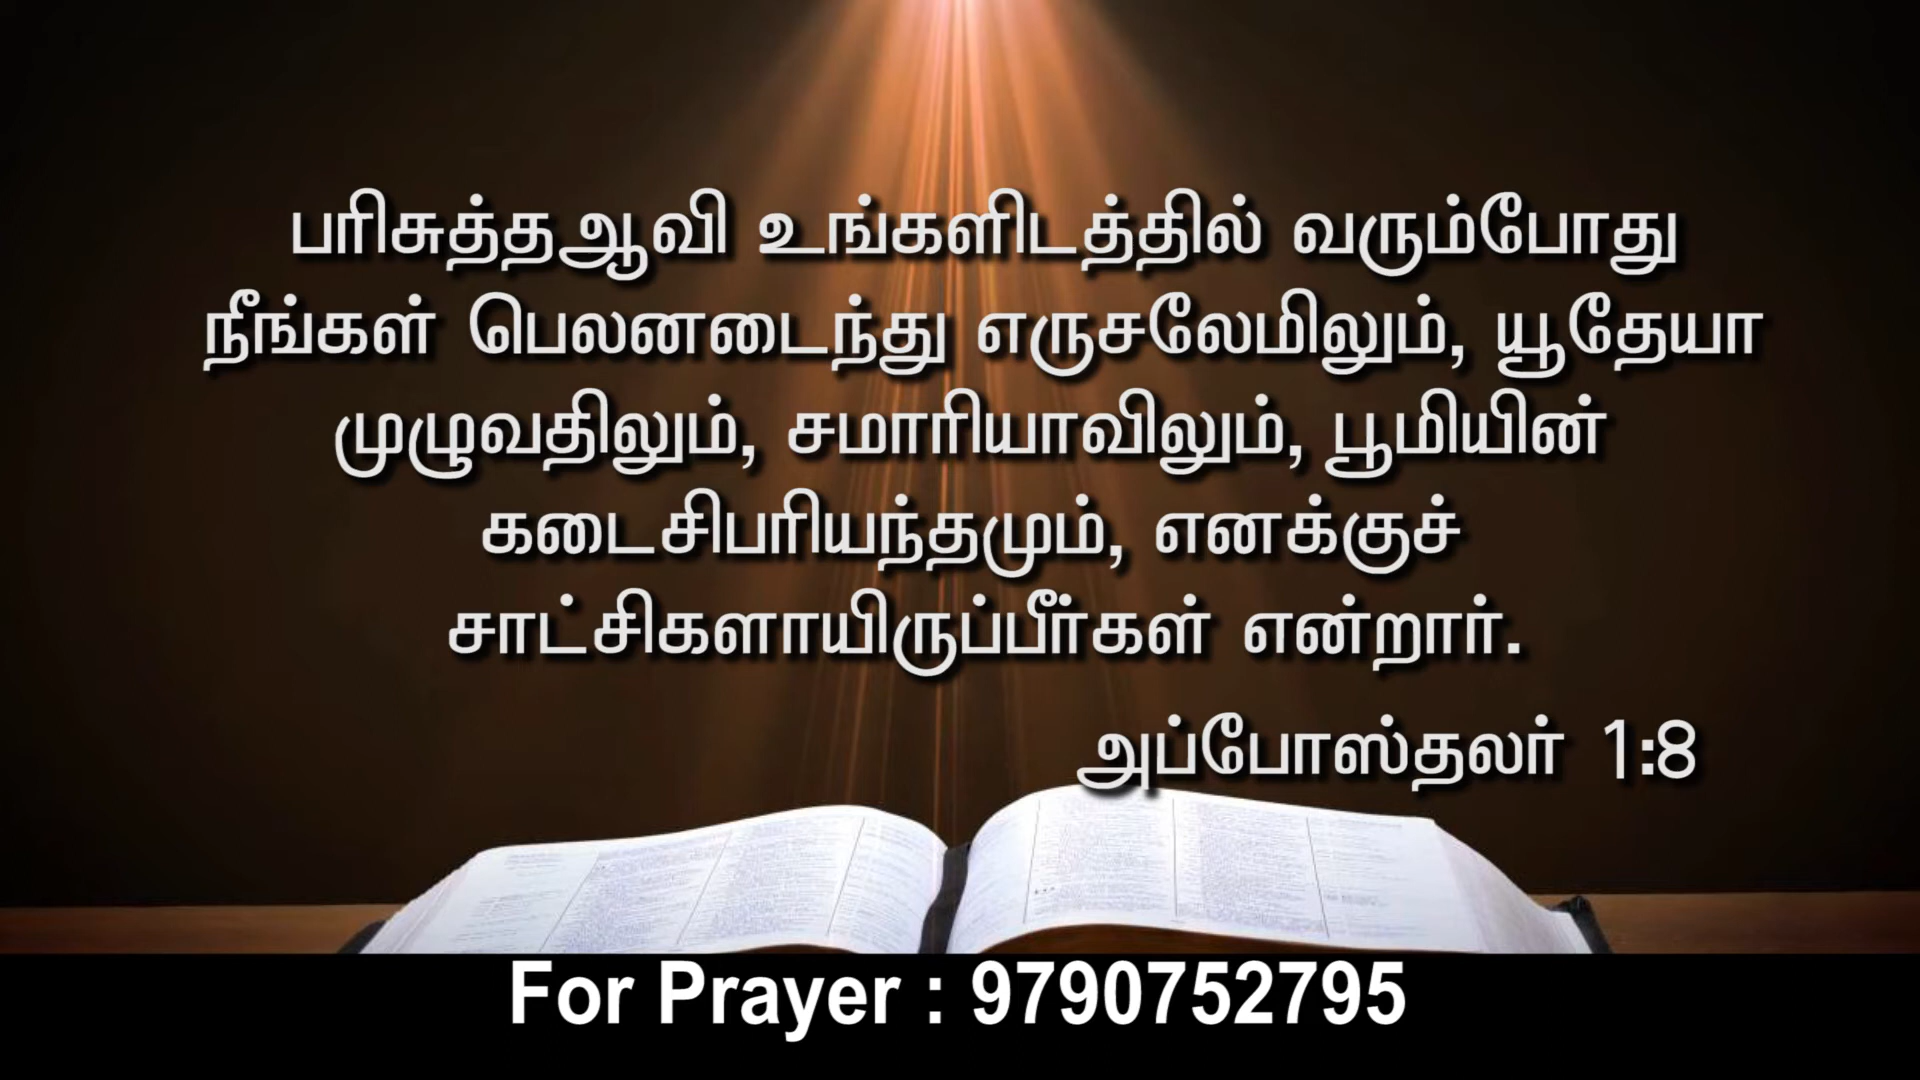 பரிசுத்தஆவி உங்களிடத்தில் வரும்போது
நீங்கள் பெலனடைந்து எருசலேமிலும், யூதேயா
முழுவதிலும், சமாரியாவிலும், பூமியின்
கடைசிபரியந்தமும், எனக்குச்
சாட்சிகளாயிருப்பீர்கள் என்றார்.
அப்போஸ்தலர் 1:8
For Prayer : 9790752795